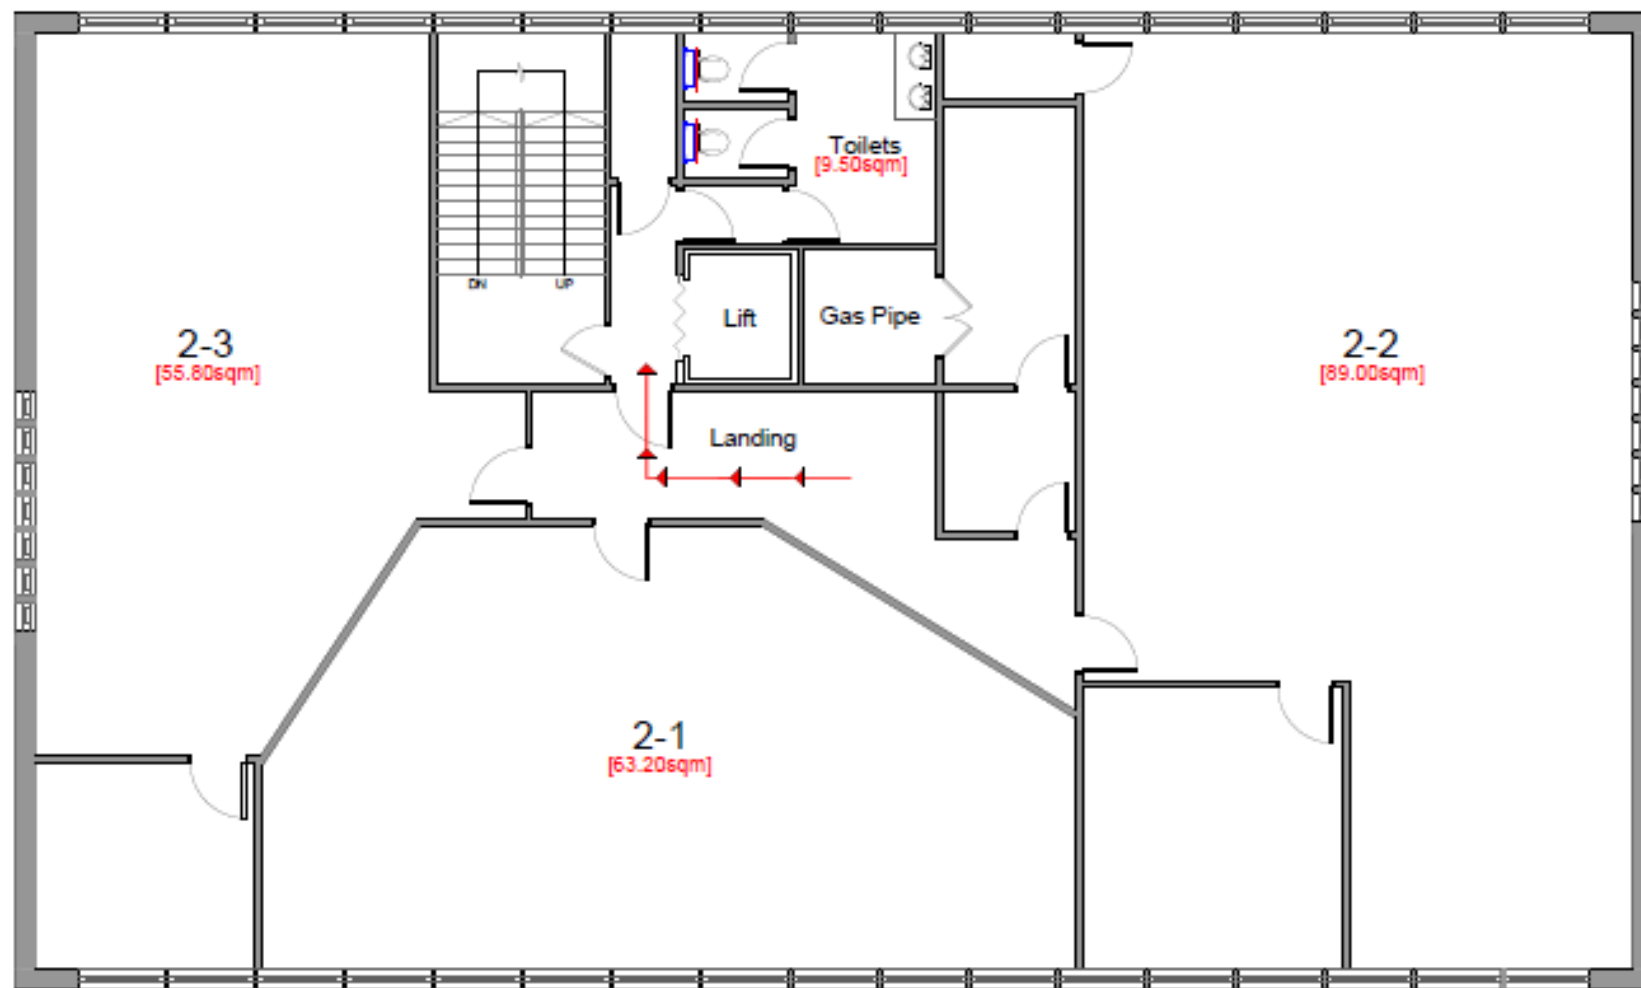 Toilets
[9.50sqm]
DN
UP
Lift
Gas Pipe
2-3
[55.80sqm]
2-2
[89.00sqm]
Landing
2-1
[63.20sqm]